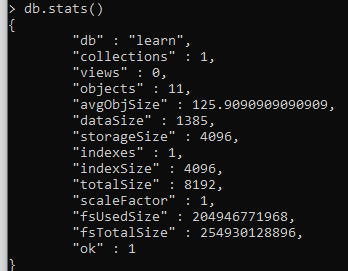 > db.stats()
{
"db" : "learn",
"collections" : 1,
"views" : 0,
"objects" : 11,
"avgObjSize" : 125.9090909090909,
"dataSize" : 1385,
"storageSize" : 4096,
"indexes" : 1,
"indexSize" : 4096,
"totalSize" : 8192,
"scaleFactor" : 1,
"fsUsedSize" : 204946771968,
"fsTotalSize" : 254930128896,
"ok" : 1
}